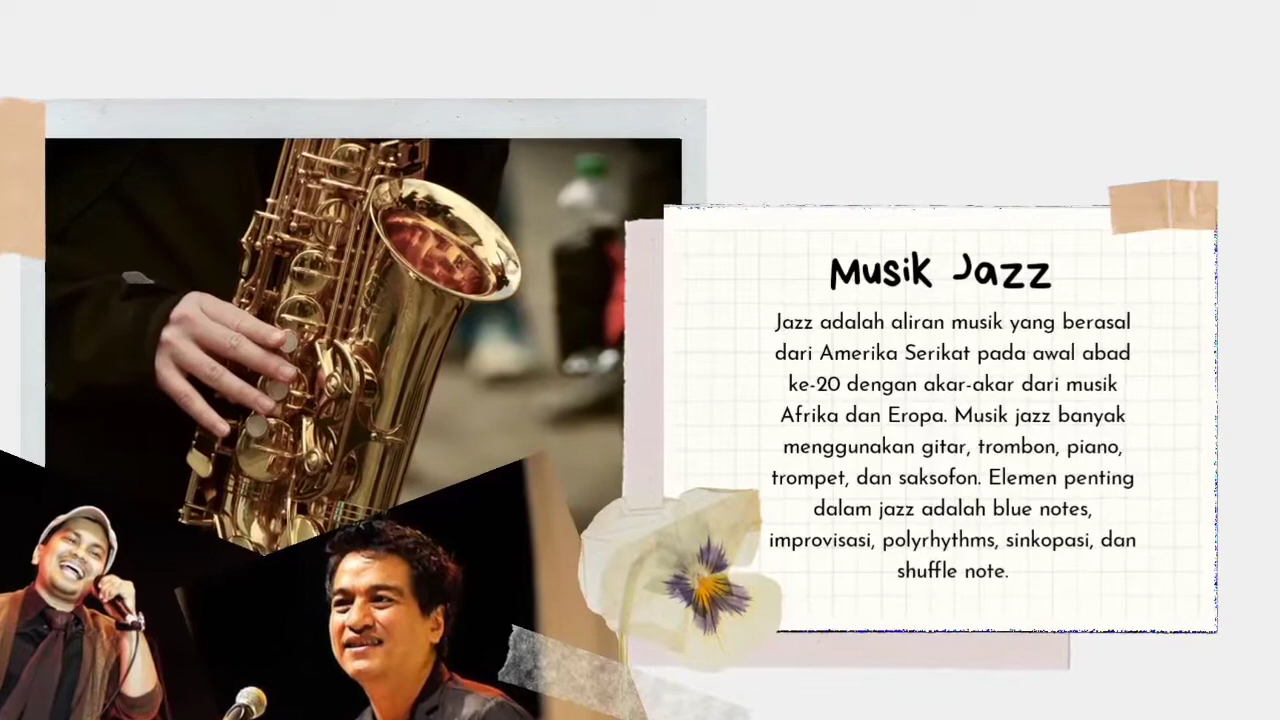 Musik Jazz
Jazz adalah aliran musik yang berasal
dari Amerika Serikat pada awal abad
ke-20 dengan akar-akar dari musik
Afrika dan Eropa. Musik jazz banyak
menggunakan gitar, trombon, piano,
trompet, dan saksofon. Elemen penting
dalam jazz adalah blue notes,
improvisasi, polyrhythms, sinkopasi, dan
shuffle note.